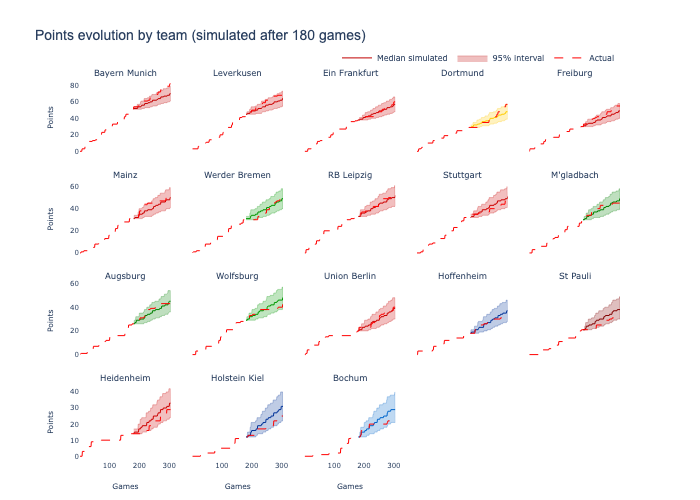 Points evolution by team (simulated after 180 games)
Median simulated 95% interval Actual
Bayern Munich Leverkusen Ein Frankfurt Dortmund Freiburg
80
60
40
20
0
Points
Mainz Werder Bremen RB Leipzig Stuttgart M'gladbach
60
40
20
0
Points
Augsburg Wolfsburg Union Berlin Hoffenheim St Pauli
60
40
20
0
Points
Heidenheim Holstein Kiel Bochum
40
30
20
10
0
Points
100 200 300 100 200 300 100 200 300
Games Games Games